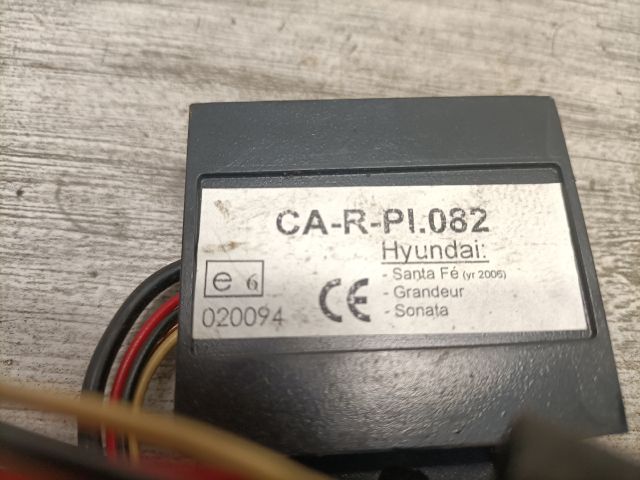 CA-R-PI.082
Hyundai:
- Santa Fé (yr 2006)
- Grandeur
- Sonata
e 6
020094
CE